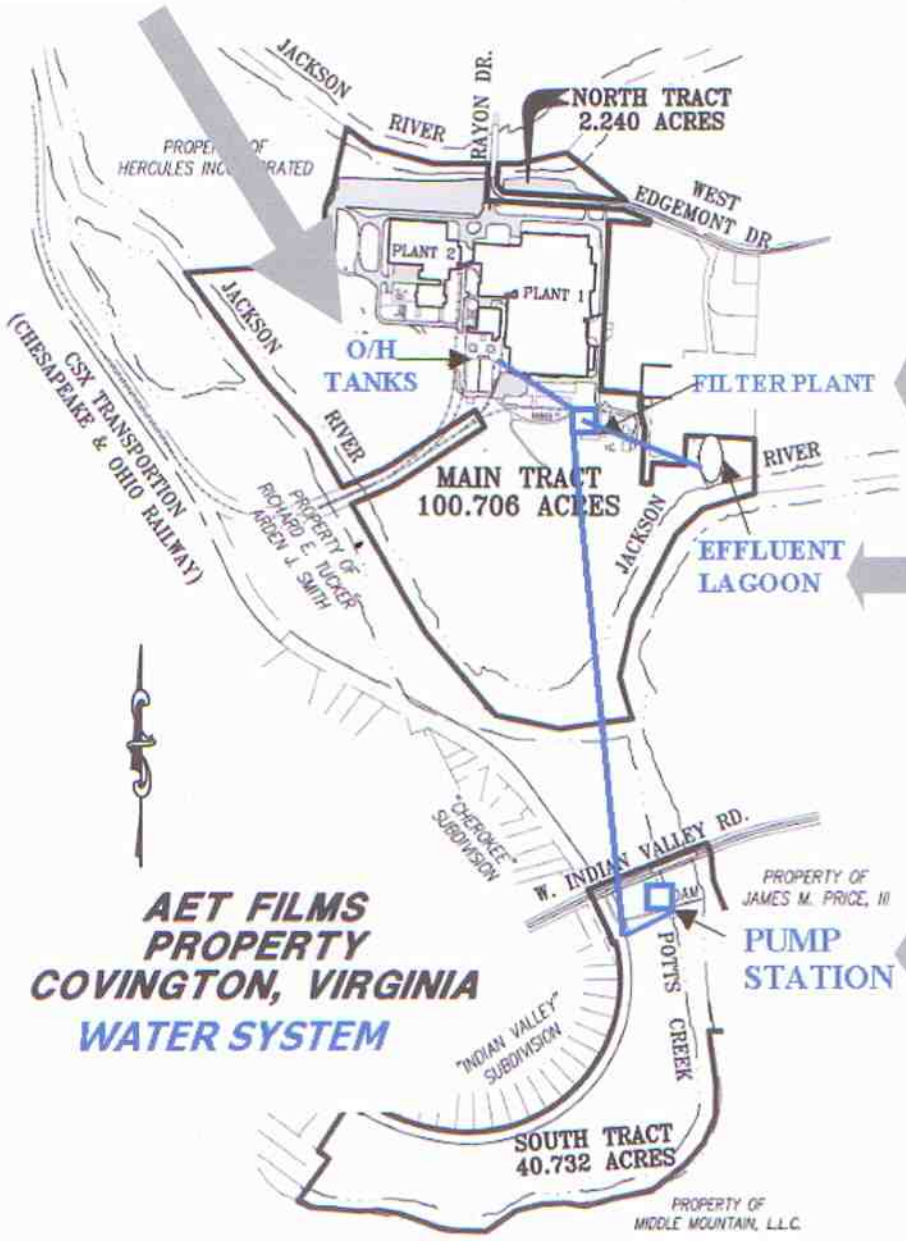 JACKSON
RIVER
RAYON DR.
NORTH TRACT
2.240 ACRES
PROPERTY OF
HERCULES INCORPORATED
WEST
EDGEMONT DR
PLANT 2
PLANT 1
JACKSON
RIVER
CSX TRANSPORTION
(CHESAPEAKE & OHIO RAILWAY)
O/H
TANKS
FILTER PLANT
MAIN TRACT
100.706 ACRES
JACKSON
RIVER
PROPERTY OF
RICHARD E. TUCKER
ARDEN J. SMITH
EFFLUENT
LAGOON
"CHEROKEE"
SUBDIVISION
W. INDIAN VALLEY RD.
DAM
PROPERTY OF
JAMES M. PRICE, III
PUMP
STATION
POTTS CREEK
AET FILMS
PROPERTY
COVINGTON, VIRGINIA
WATER SYSTEM
"INDIAN VALLEY"
SUBDIVISION
SOUTH TRACT
40.732 ACRES
PROPERTY OF
MIDDLE MOUNTAIN, L.L.C.